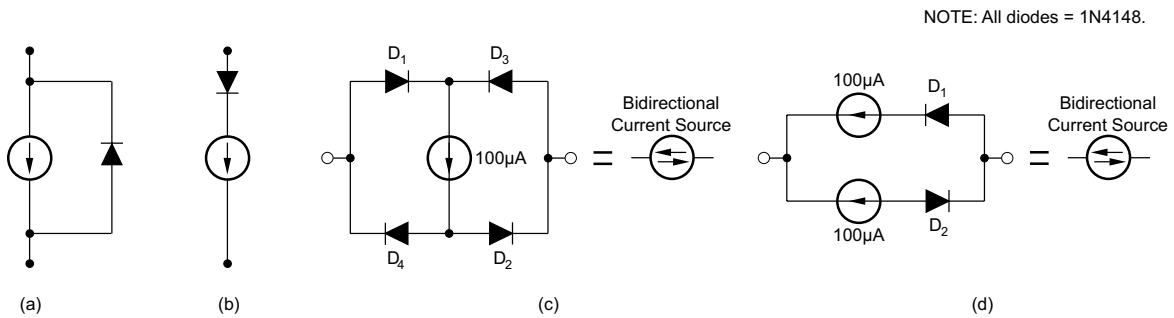 NOTE: All diodes = 1N4148.
D1 D3
100µA
D4 D2
Bidirectional
Current Source
=
100µA D1
100µA D2
Bidirectional
Current Source
=
(a) (b) (c) (d)